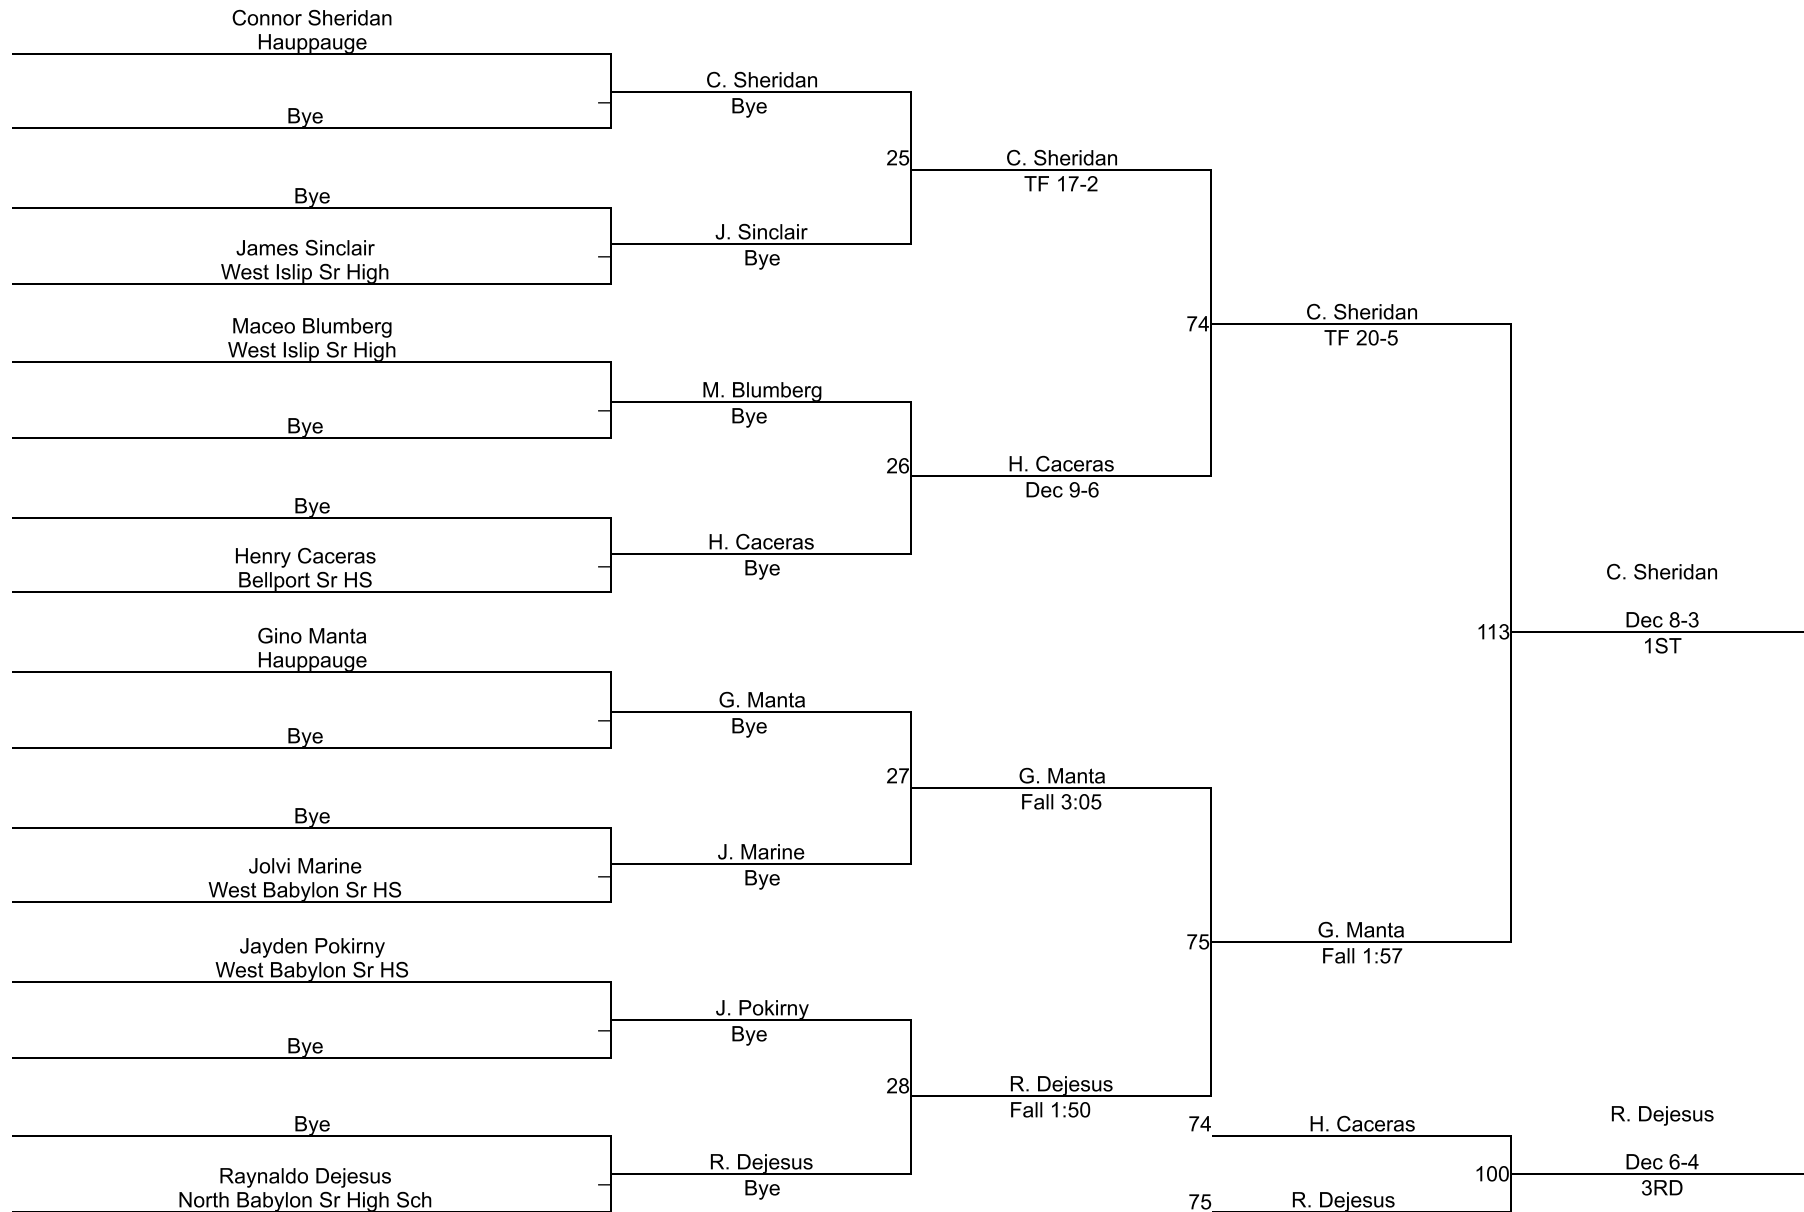 Connor Sheridan
Hauppauge
C. Sheridan
Bye
Bye
25
C. Sheridan
TF 17-2
Bye
J. Sinclair
Bye
James Sinclair
West Islip Sr High
74
C. Sheridan
TF 20-5
Maceo Blumberg
West Islip Sr High
M. Blumberg
Bye
Bye
26
H. Caceras
Dec 9-6
Bye
H. Caceras
Bye
Henry Caceras
Bellport Sr HS
C. Sheridan
113
Dec 8-3
1ST
Gino Manta
Hauppauge
G. Manta
Bye
Bye
27
G. Manta
Fall 3:05
Bye
J. Marine
Bye
Jolvi Marine
West Babylon Sr HS
75
G. Manta
Fall 1:57
Jayden Pokirny
West Babylon Sr HS
J. Pokirny
Bye
Bye
28
R. Dejesus
Fall 1:50
Bye
R. Dejesus
Bye
Raynaldo Dejesus
North Babylon Sr High Sch
74
H. Caceras
75
R. Dejesus
100
R. Dejesus
Dec 6-4
3RD